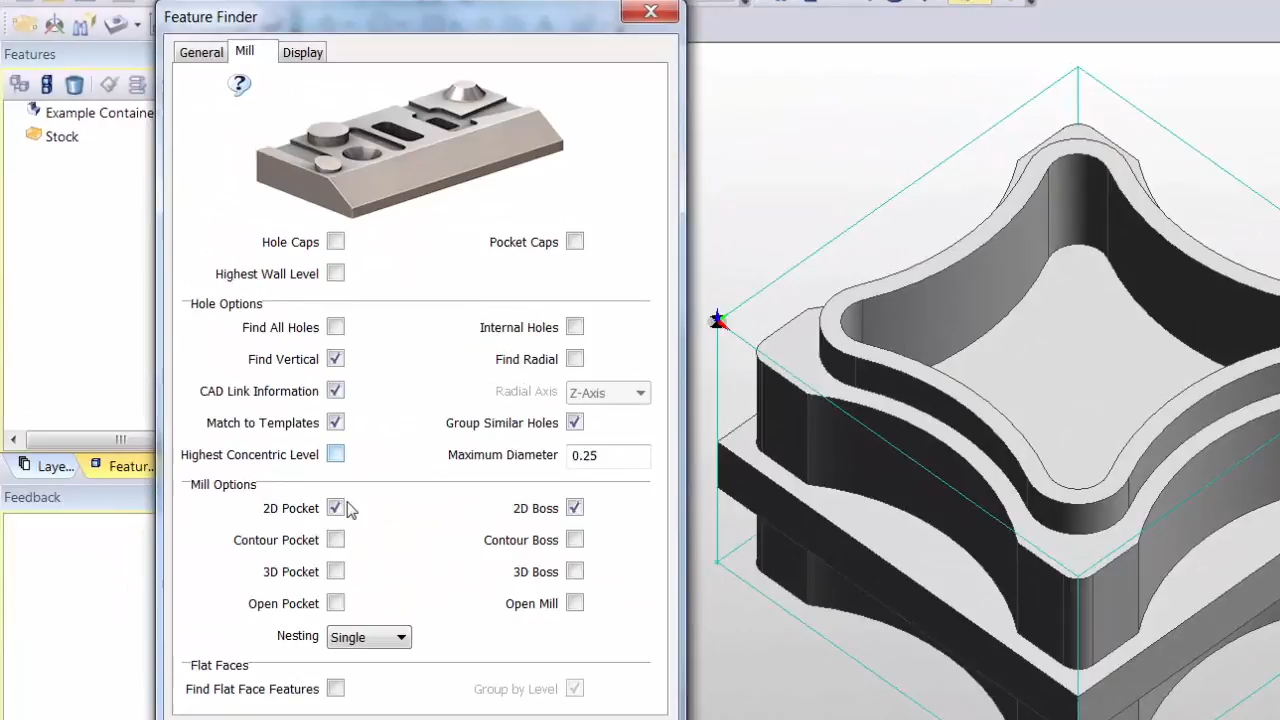 Feature Finder
Features
General Mill Display
?
Example Containe
Stock
Hole Caps Pocket Caps
Highest Wall Level
Hole Options
Find All Holes Internal Holes
Find Vertical Find Radial
CAD Link Information Radial Axis Z-Axis
Match to Templates Group Similar Holes
Highest Concentric Level Maximum Diameter 0.25
Laye... Featur...
Mill Options
Feedback
2D Pocket 2D Boss
Contour Pocket Contour Boss
3D Pocket 3D Boss
Open Pocket Open Mill
Nesting Single
Flat Faces
Find Flat Face Features Group by Level